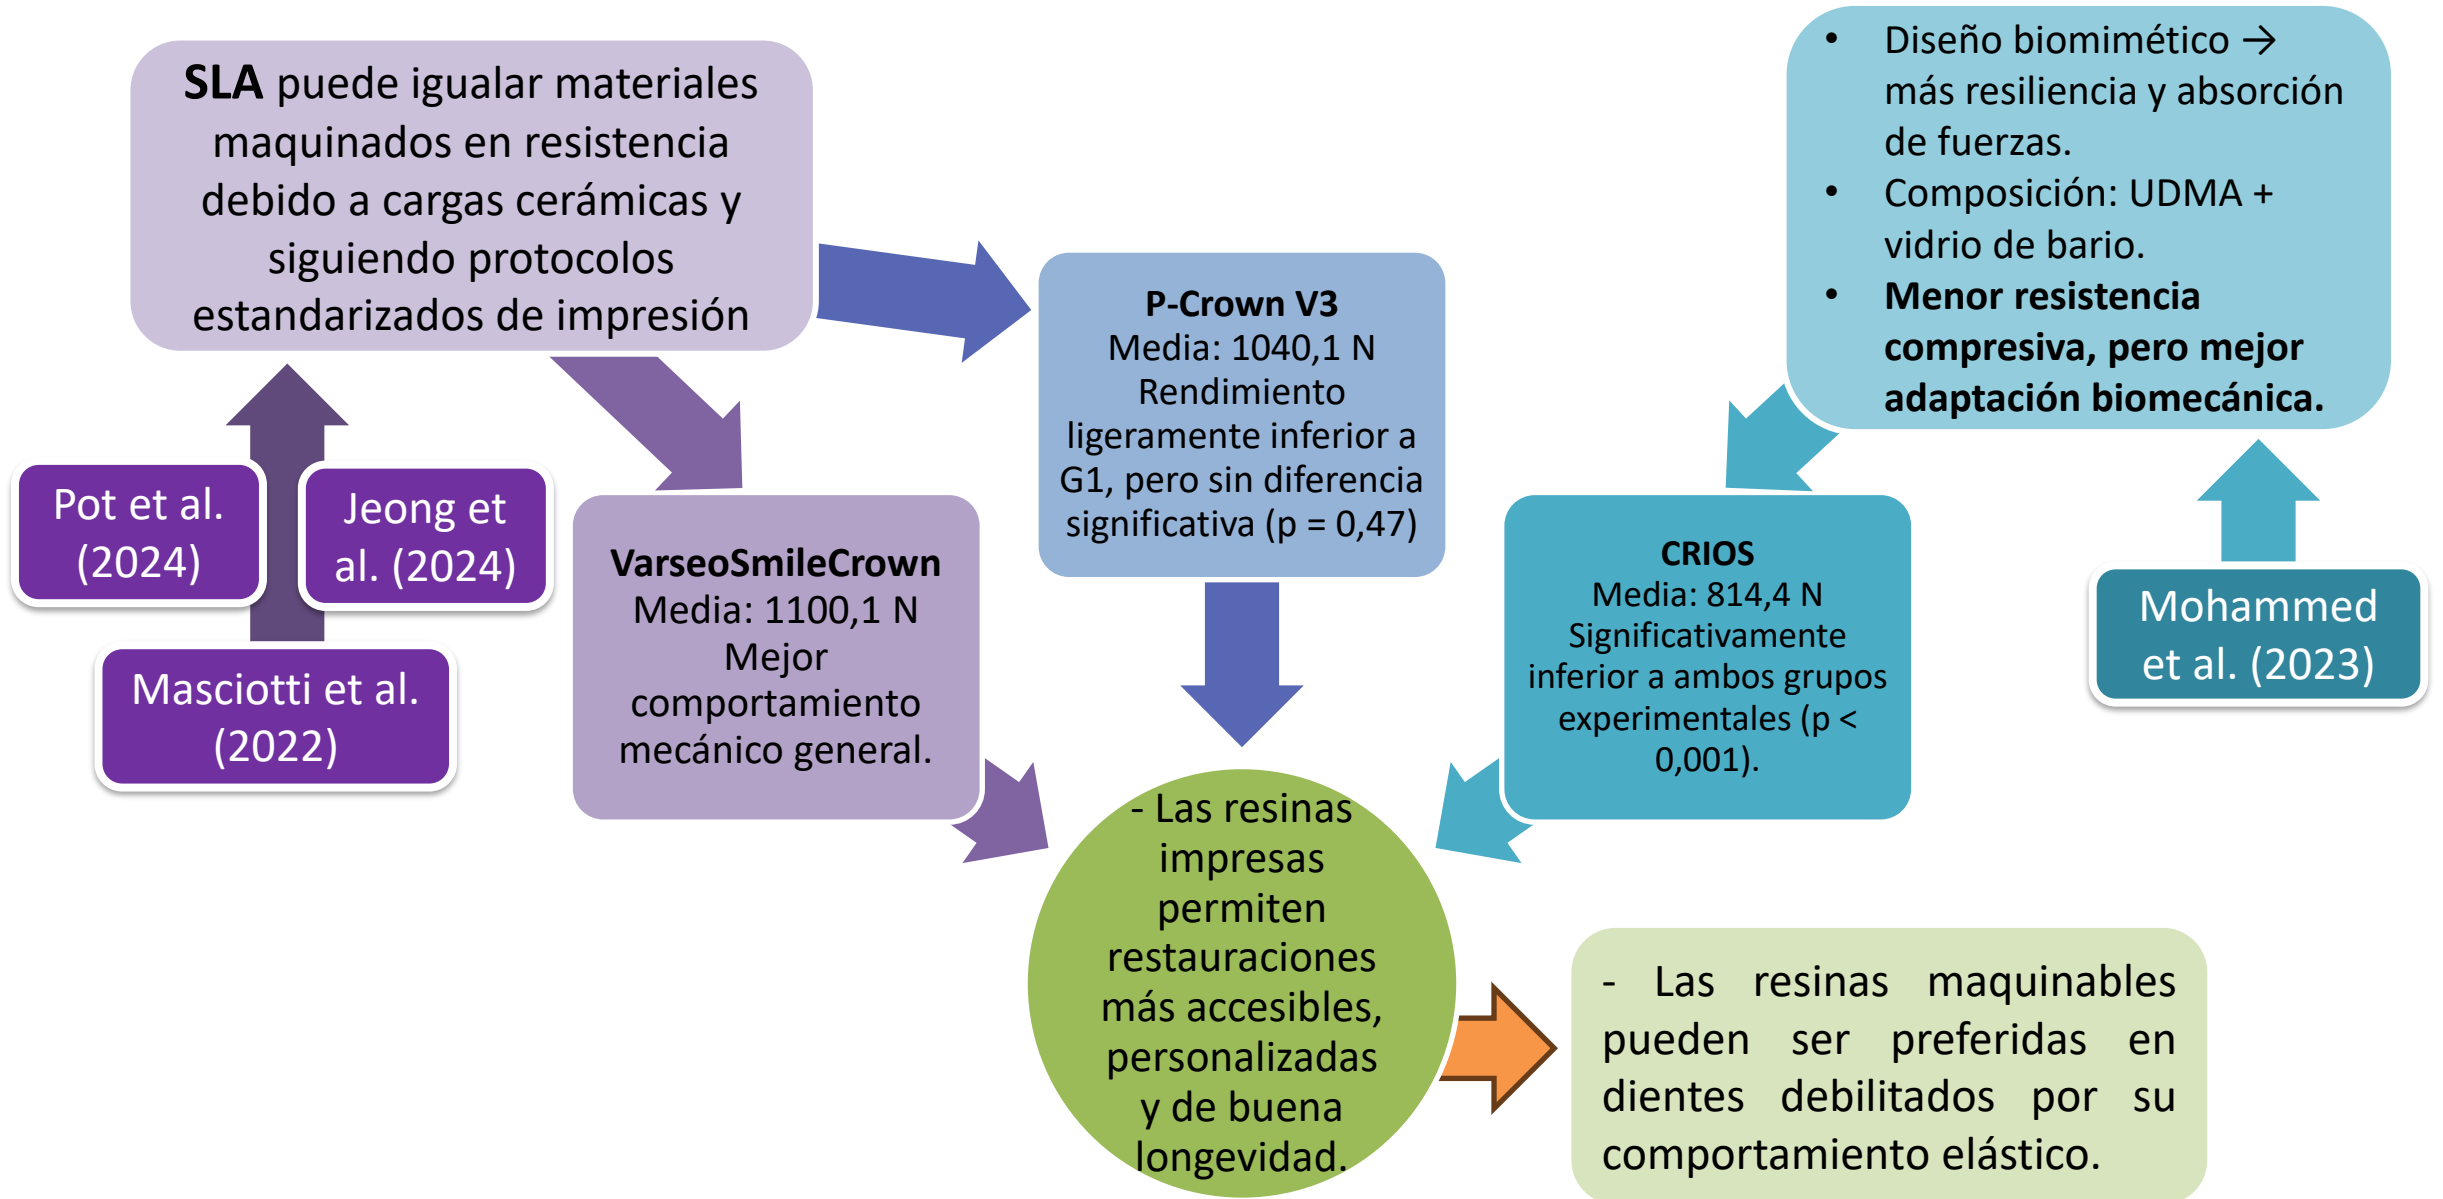 SLA puede igualar materiales
maquinados en resistencia
debido a cargas cerámicas y
siguiendo protocolos
estandarizados de impresión
Pot et al.
(2024)
Jeong et
al. (2024)
Masciotti et al.
(2022)
VarseoSmileCrown
Media: 1100,1 N
Mejor
comportamiento
mecánico general.
P-Crown V3
Media: 1040,1 N
Rendimiento
ligeramente inferior a
G1, pero sin diferencia
significativa (p = 0,47)
• Diseño biomimético →
más resiliencia y absorción
de fuerzas.
• Composición: UDMA +
vidrio de bario.
• Menor resistencia
compresiva, pero mejor
adaptación biomecánica.
CRIOS
Media: 814,4 N
Significativamente
inferior a ambos grupos
experimentales (p <
0,001).
Mohammed
et al. (2023)
- Las resinas
impresas
permiten
restauraciones
más accesibles,
personalizadas
y de buena
longevidad.
- Las resinas maquinables
pueden ser preferidas en
dientes debilitados por su
comportamiento elástico.